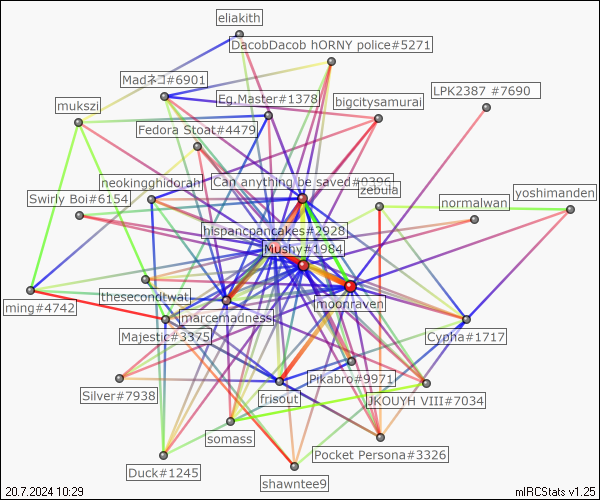 eliakith
DacobDacob hORNY police#5271
Madネコ#6901
LPK2387 #7690
Eg.Master#1378
bigcitysamurai
mukszi
Fedora Stoat#4479
neokingghidorah
Can anything be saved#0396
zebula
yoshimanden
Swirly Boi#6154
normalwan
hispancpancakes#2928
Mushy#1984
thesecondtwat
moonraven
ming#4742
marcemadness
Majestic#3375
Cypha#1717
Pikabro#9971
Silver#7938
frisout
JKOUYH VIII#7034
somass
Pocket Persona#3326
Duck#1245
shawntee9
20.7.2024 10:29
mIRCStats v1.25